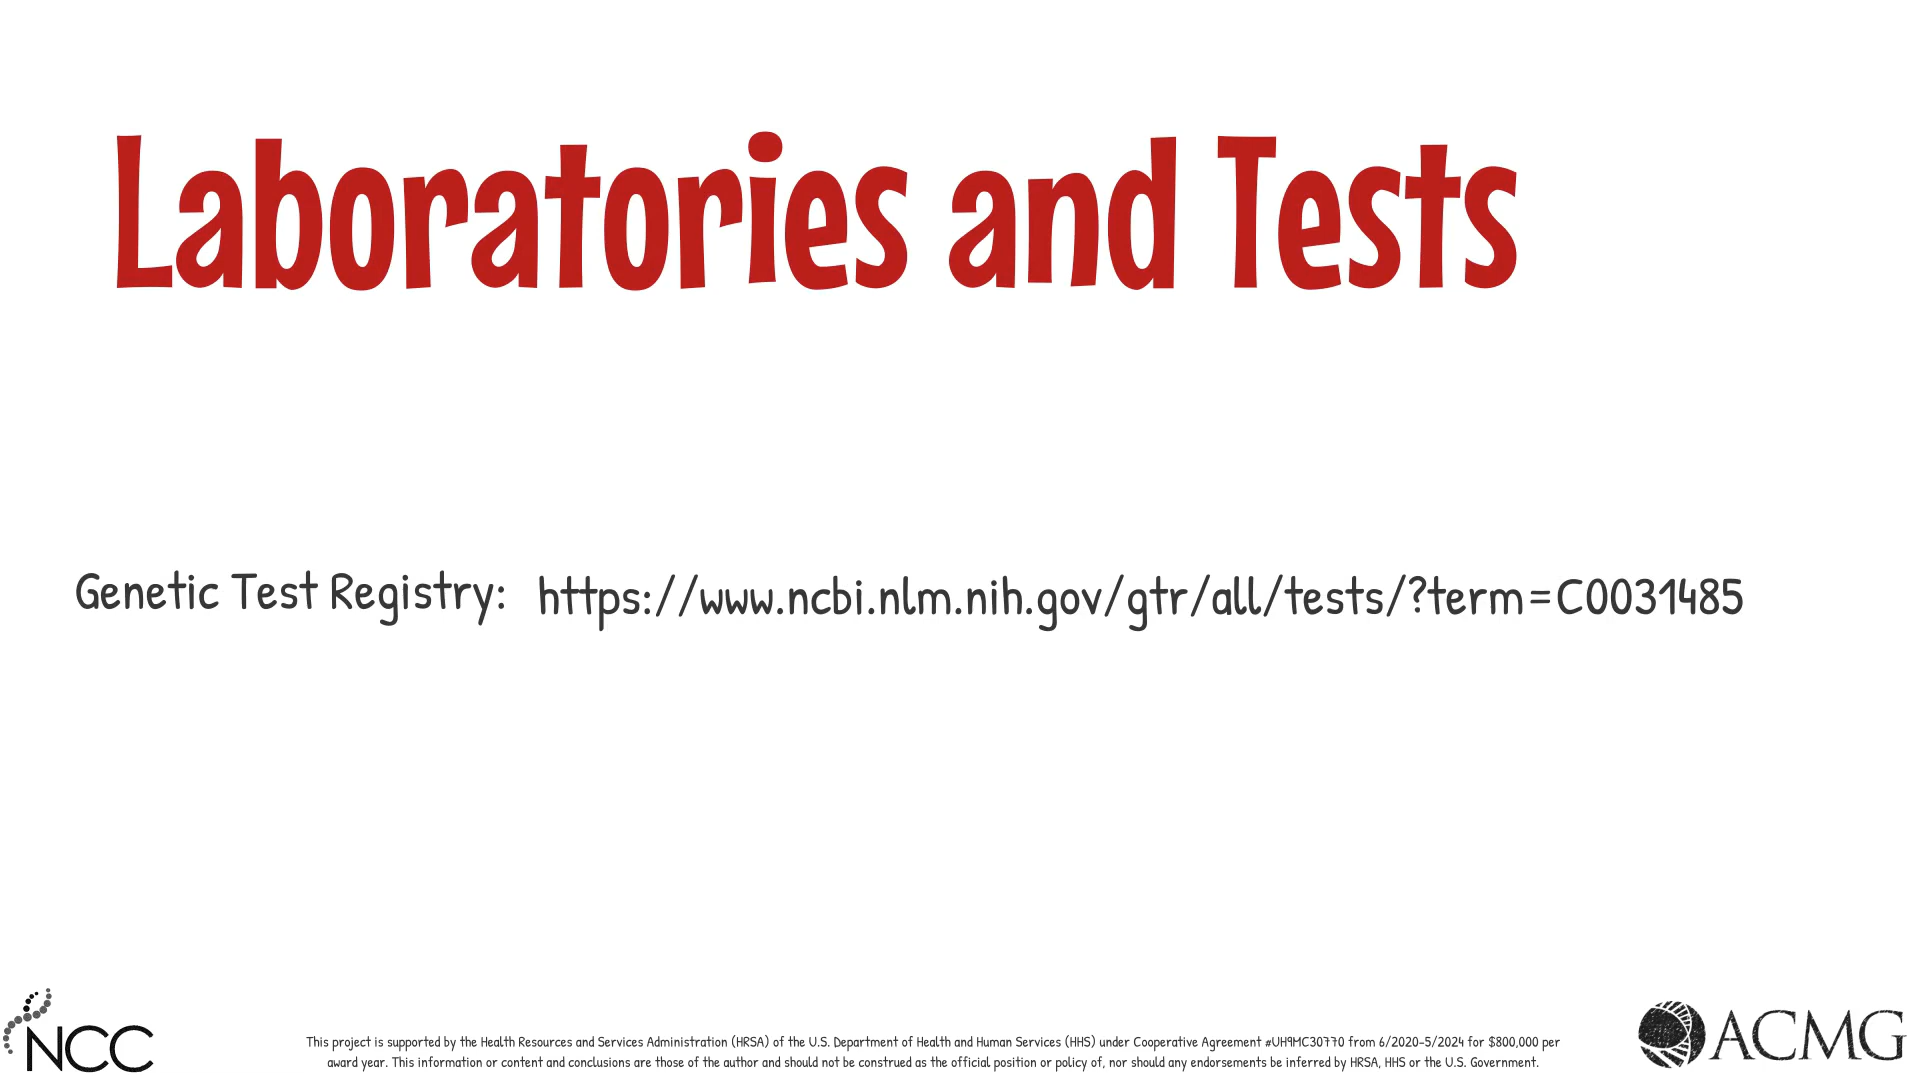 Laboratories and Tests
Genetic Test Registry: https://www.ncbi.nlm.nih.gov/gtr/all/tests/?term=C0031485
NCC
This project is supported by the Health Resources and Services Administration (HRSA) of the U.S. Department of Health and Human Services (HHS) under Cooperative Agreement #UH9MC30770 from 6/2020-5/2024 for $800,000 per
award year. This information or content and conclusions are those of the author and should not be construed as the official position or policy of, nor should any endorsements be inferred by HRSA, HHS or the U.S. Government.
ACMG